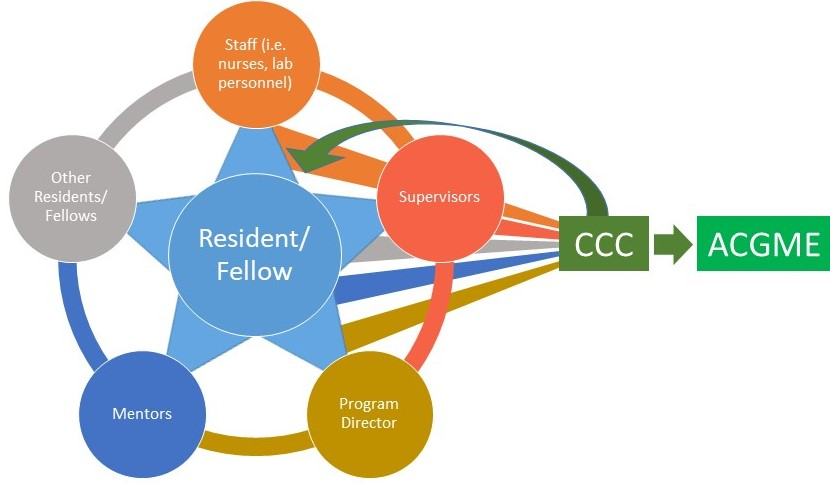 Staff (i.e.
nurses, lab
personnel)
Other
Residents/
Fellows
Supervisors
Resident/
Fellow
CCC
ACGME
Mentors
Program
Director